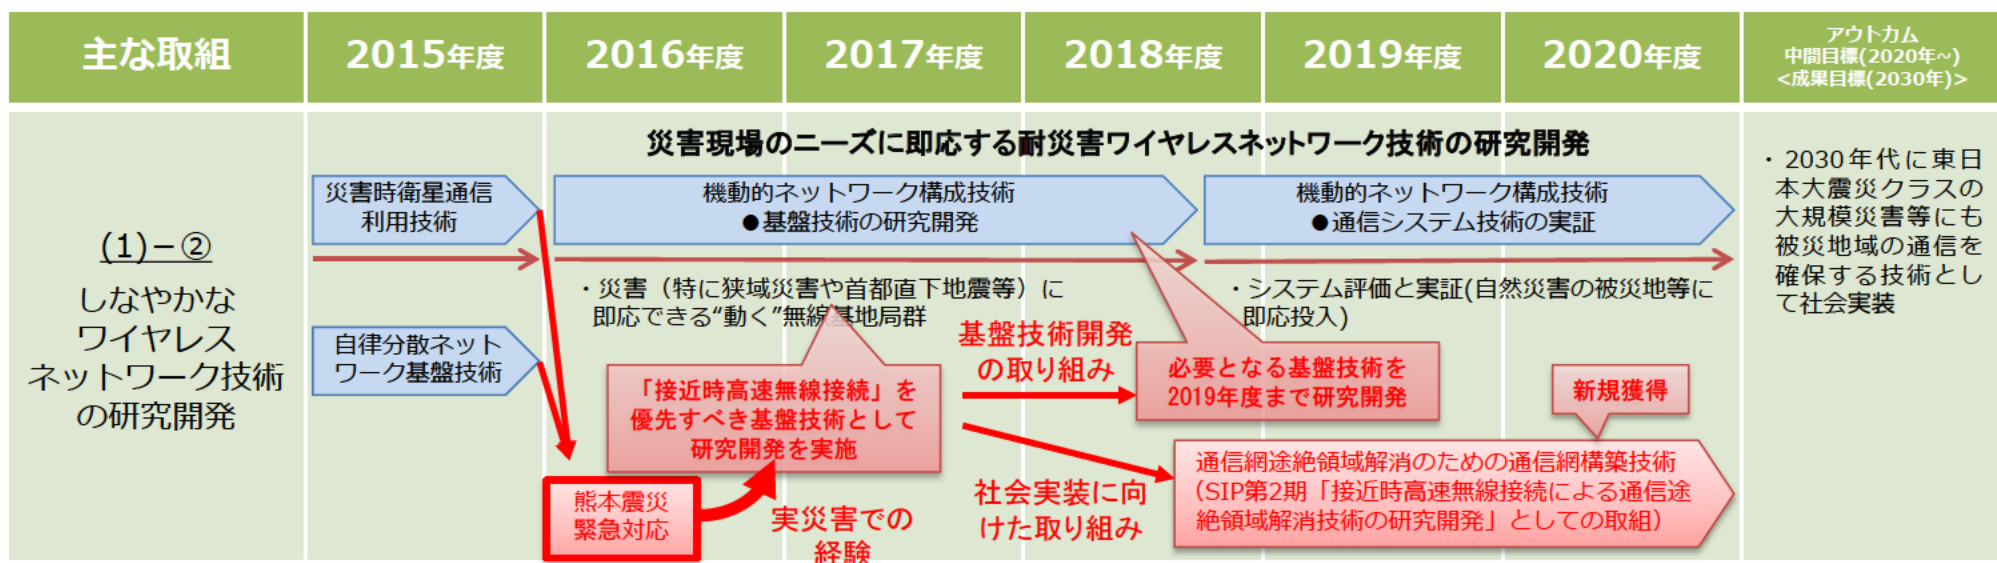 主な取組
2015年度
2016年度
2017年度
2018年度
2019年度
2020年度
アウトカム
中間目標(2020年~)
<成果目標(2030年)>
(1)－②
しなやかな
ワイヤレス
ネットワーク技術
の研究開発
災害現場のニーズに即応する耐災害ワイヤレスネットワーク技術の研究開発
災害時衛星通信
利用技術
機動的ネットワーク構成技術
●基盤技術の研究開発
機動的ネットワーク構成技術
●通信システム技術の実証
・災害（特に狭域災害や首都直下地震等）に
即応できる“動く”無線基地局群
・システム評価と実証(自然災害の被災地等に
即応投入)
自律分散ネット
ワーク基盤技術
「接近時高速無線接続」を
優先すべき基盤技術として
研究開発を実施
基盤技術開発
の取り組み
必要となる基盤技術を
2019年度まで研究開発
新規獲得
熊本震災
緊急対応
実災害での
経験
社会実装に向
けた取り組み
通信網途絶領域解消のための通信網構築技術
（SIP第2期「接近時高速無線接続による通信途
絶領域解消技術の研究開発」としての取組）
・2030年代に東日
本大震災クラスの
大規模災害等にも
被災地域の通信を
確保する技術とし
て社会実装